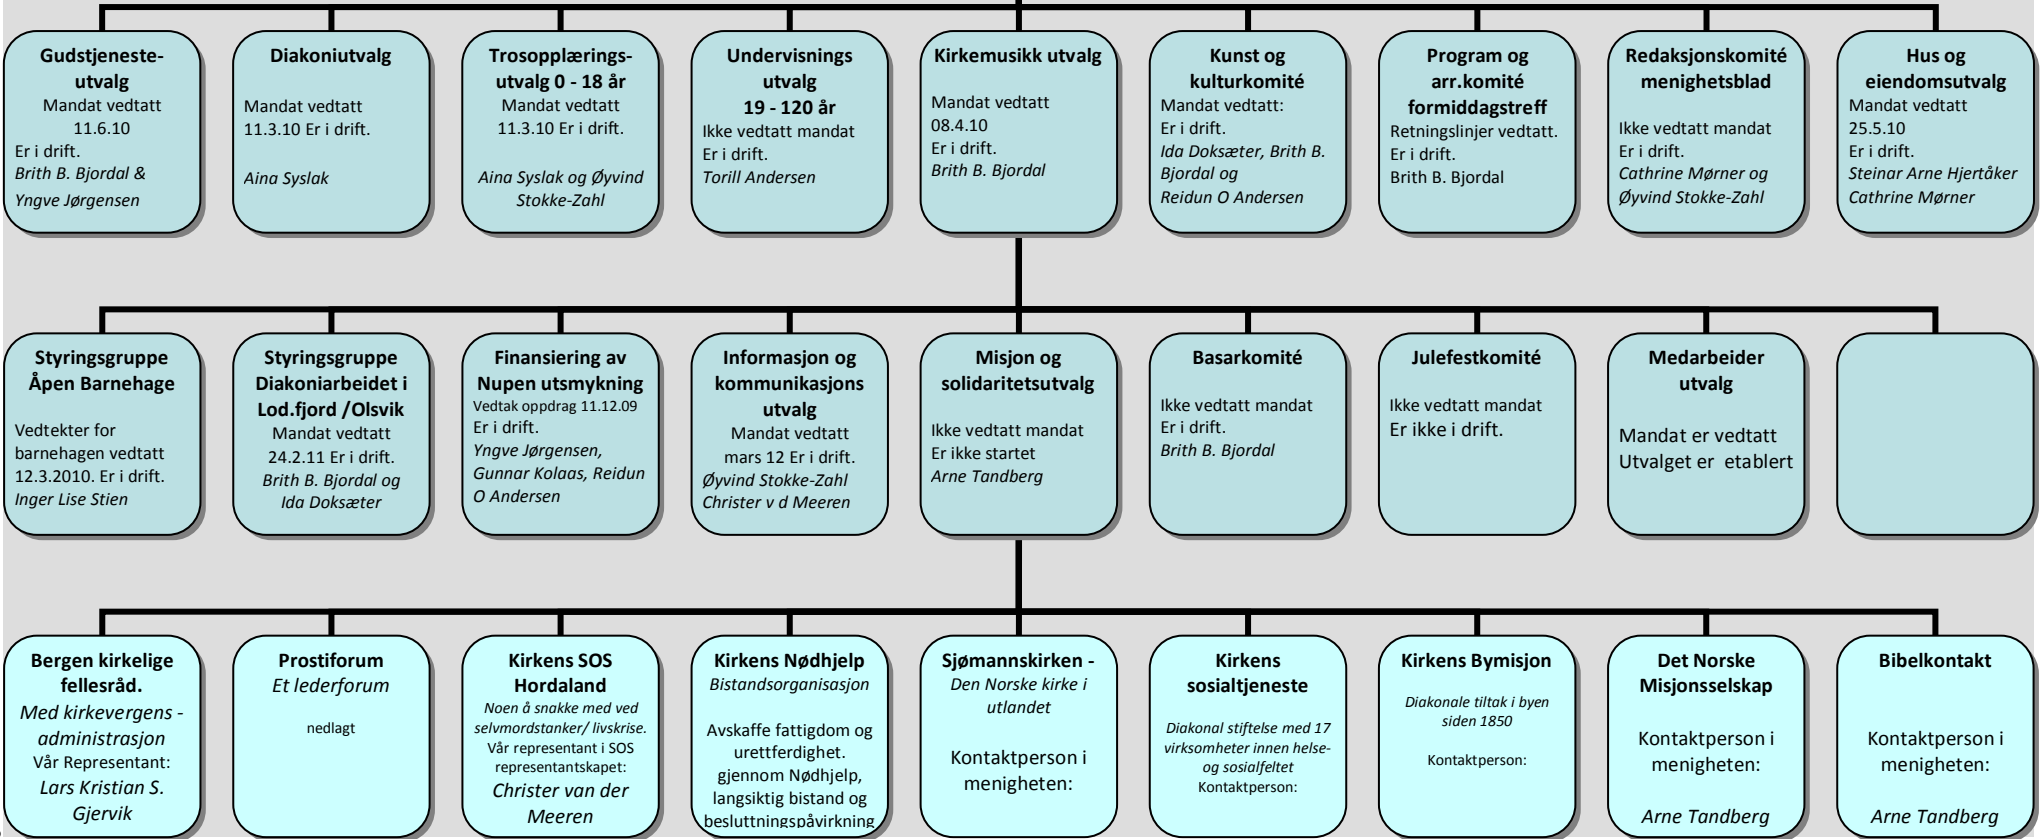 Gudstjeneste-
utvalg
Mandat vedtatt
11.6.10
Er i drift.
Brith B. Bjordal &
Yngve Jørgensen
Diakoniutvalg
Mandat vedtatt
11.3.10 Er i drift.
Aina Syslak
Trosopplærings-
utvalg 0 - 18 år
Mandat vedtatt
11.3.10 Er i drift.
Aina Syslak og Øyvind
Stokke-Zahl
Undervisnings
utvalg
19 - 120 år
Ikke vedtatt mandat
Er i drift.
Torill Andersen
Kirkemusikk utvalg
Mandat vedtatt
08.4.10
Er i drift.
Brith B. Bjordal
Kunst og
kulturkomité
Mandat vedtatt:
Er i drift.
Ida Doksæter, Brith B.
Bjordal og
Reidun O Andersen
Program og
arr.komité
formiddagstreff
Retningslinjer vedtatt.
Er i drift.
Brith B. Bjordal
Redaksjonskomité
menighetsblad
Ikke vedtatt mandat
Er i drift.
Cathrine Mørner og
Øyvind Stokke-Zahl
Hus og
eiendomsutvalg
Mandat vedtatt
25.5.10
Er i drift.
Steinar Arne Hjertåker
Cathrine Mørner
Styringsgruppe
Åpen Barnehage
Vedtekter for
barnehagen vedtatt
12.3.2010. Er i drift.
Inger Lise Stien
Styringsgruppe
Diakoniarbeidet i
Lod.fjord /Olsvik
Mandat vedtatt
24.2.11 Er i drift.
Brith B. Bjordal og
Ida Doksæter
Finansiering av
Nupen utsmykning
Vedtak oppdrag 11.12.09
Er i drift.
Yngve Jørgensen,
Gunnar Kolaas, Reidun
O Andersen
Informasjon og
kommunikasjons
utvalg
Mandat vedtatt
mars 12 Er i drift.
Øyvind Stokke-Zahl
Christer v d Meeren
Misjon og
solidaritetsutvalg
Ikke vedtatt mandat
Er ikke startet
Arne Tandberg
Basarkomité
Ikke vedtatt mandat
Er i drift.
Brith B. Bjordal
Julefestkomité
Ikke vedtatt mandat
Er ikke i drift.
Medarbeider
utvalg
Mandat er vedtatt
Utvalget er etablert
Bergen kirkelige
fellesråd.
Med kirkevergens -
administrasjon
Vår Representant:
Lars Kristian S.
Gjervik
Prostiforum
Et lederforum
nedlagt
Kirkens SOS
Hordaland
Noen å snakke med ved
selvmordstanker/ livskrise.
Vår representant i SOS
representantskapet:
Christer van der
Meeren
Kirkens Nødhjelp
Bistandsorganisasjon
Avskaffe fattigdom og
urettferdighet.
gjennom Nødhjelp,
langsiktig bistand og
besluttningspåvirkning
Sjømannskirken -
Den Norske kirke i
utlandet
Kontaktperson i
menigheten:
Kirkens
sosialtjeneste
Diakonal stiftelse med 17
virksomheter innen helse-
og sosialfeltet
Kontaktperson:
Kirkens Bymisjon
Diakonale tiltak i byen
siden 1850
Kontaktperson:
Det Norske
Misjonsselskap
Kontaktperson i
menigheten:
Arne Tandberg
Bibelkontakt
Kontaktperson i
menigheten:
Arne Tandberg